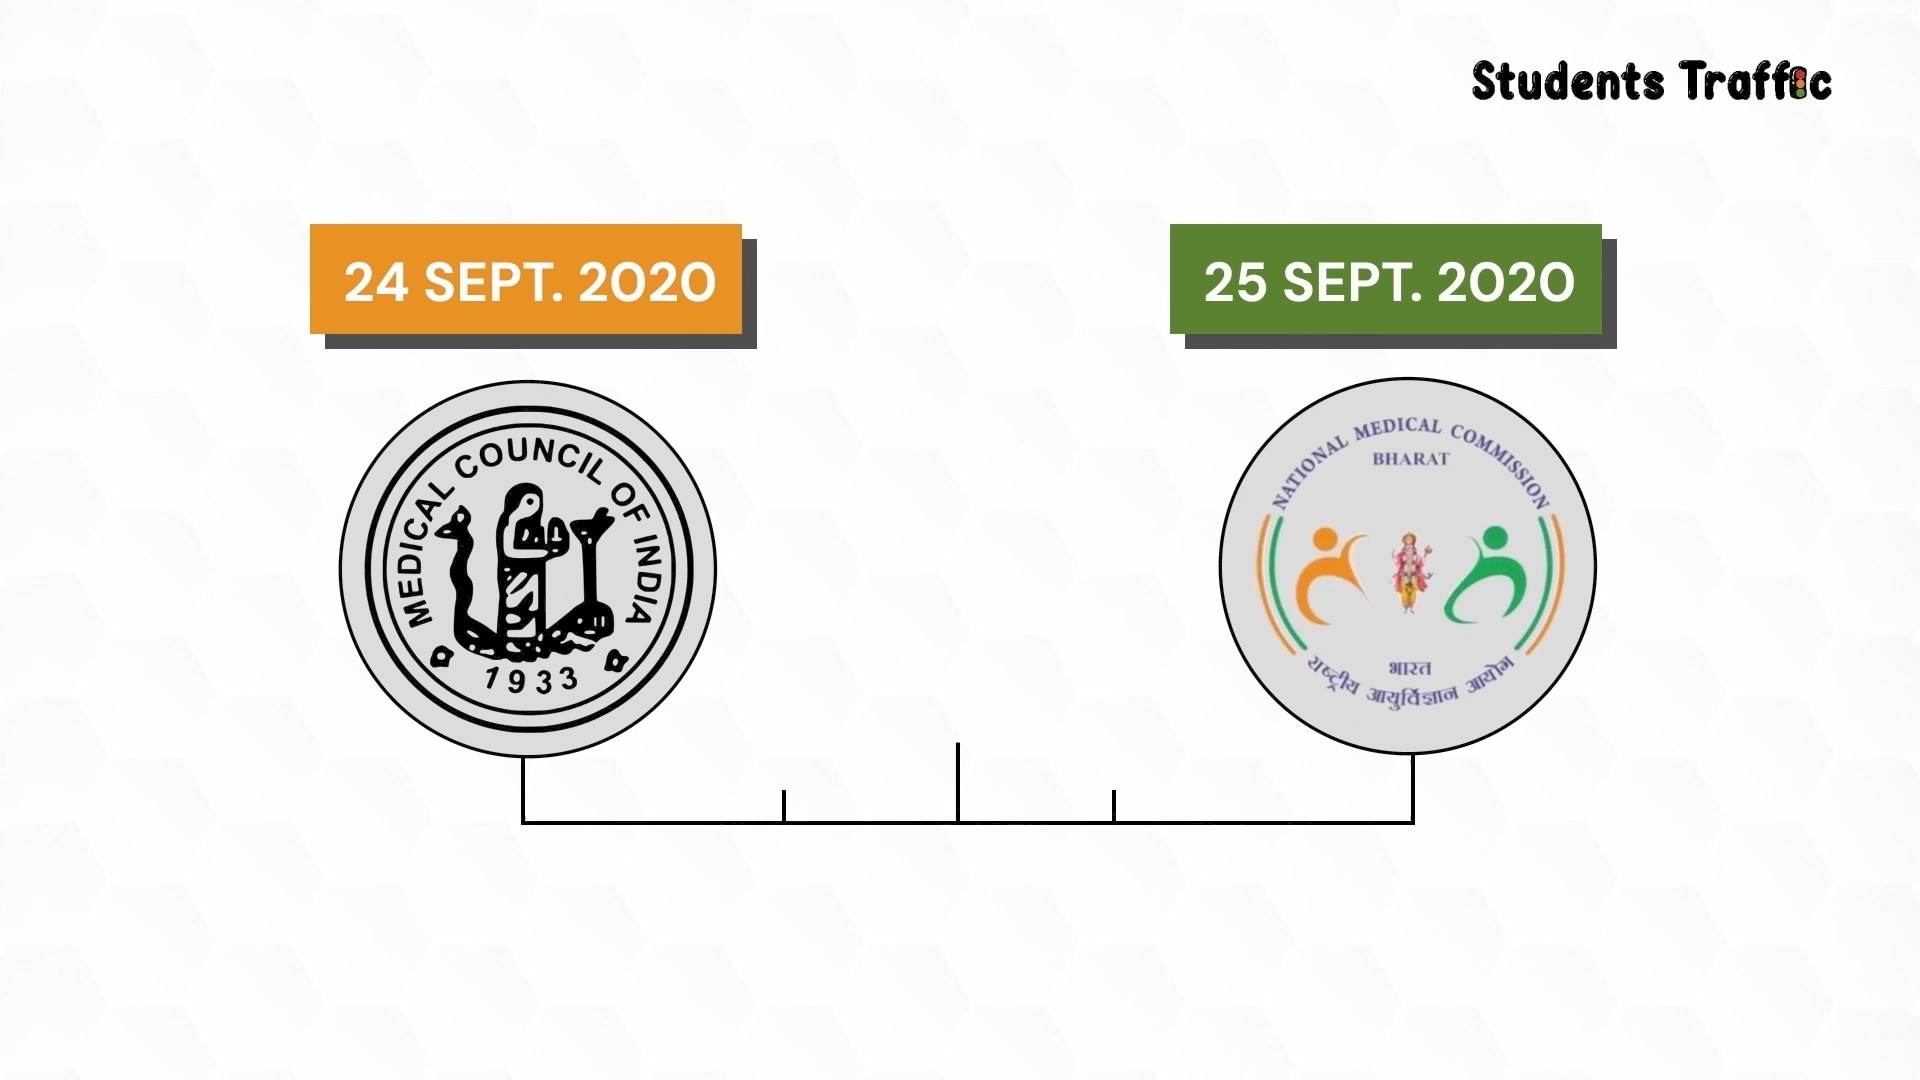 Students Traffic
24 SEPT. 2020
25 SEPT. 2020
MEDICAL COUNCIL OF INDIA
1933
NATIONAL MEDICAL COMMISSION
BHARAT
भारत
राष्ट्रीय आयुर्विज्ञान आयोग